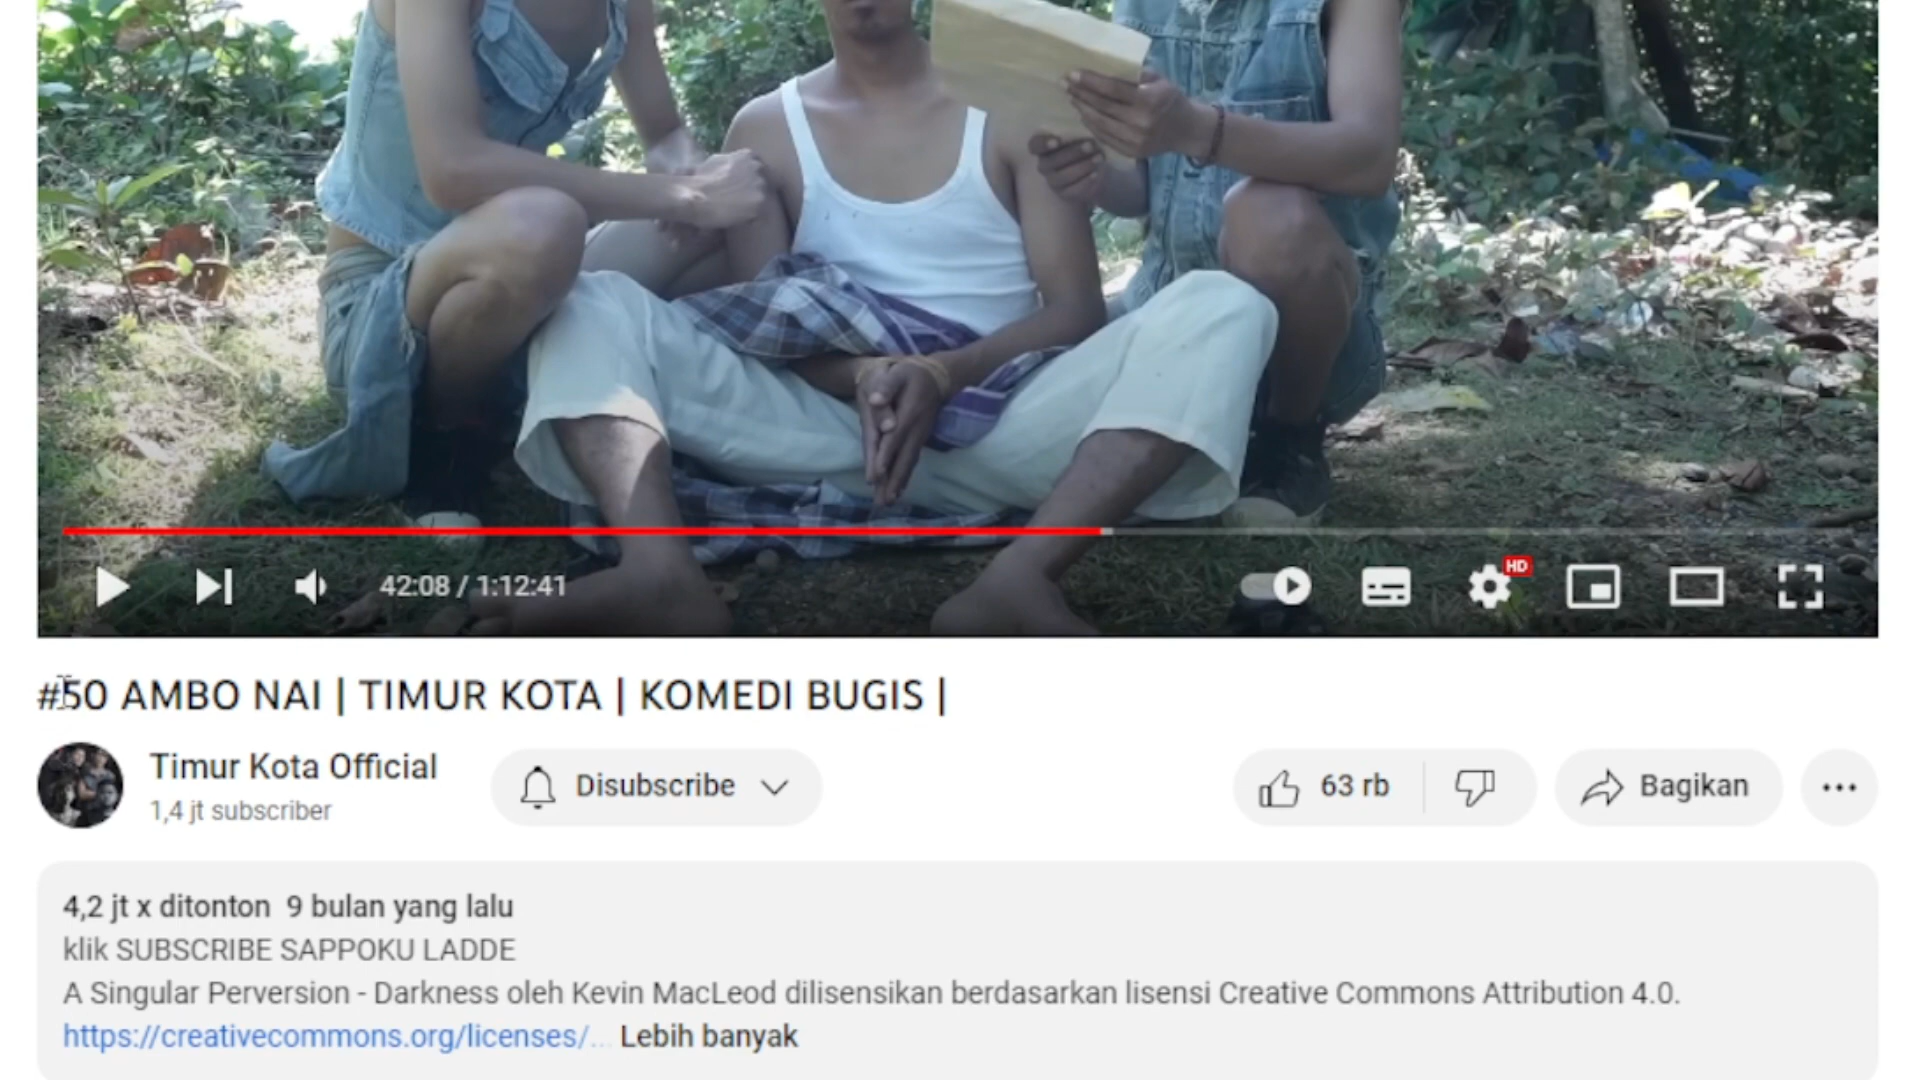 42:08 / 1:12:41
HD
#50 AMBO NAI | TIMUR KOTA | KOMEDI BUGIS |
Timur Kota Official
1,4 jt subscriber
Disubscribe
63 rb
Bagikan
4,2 jt x ditonton 9 bulan yang lalu
klik SUBSCRIBE SAPPOKU LADDE
A Singular Perversion - Darkness oleh Kevin MacLeod dilisensikan berdasarkan lisensi Creative Commons Attribution 4.0.
https://creativecommons.org/licenses/... Lebih banyak